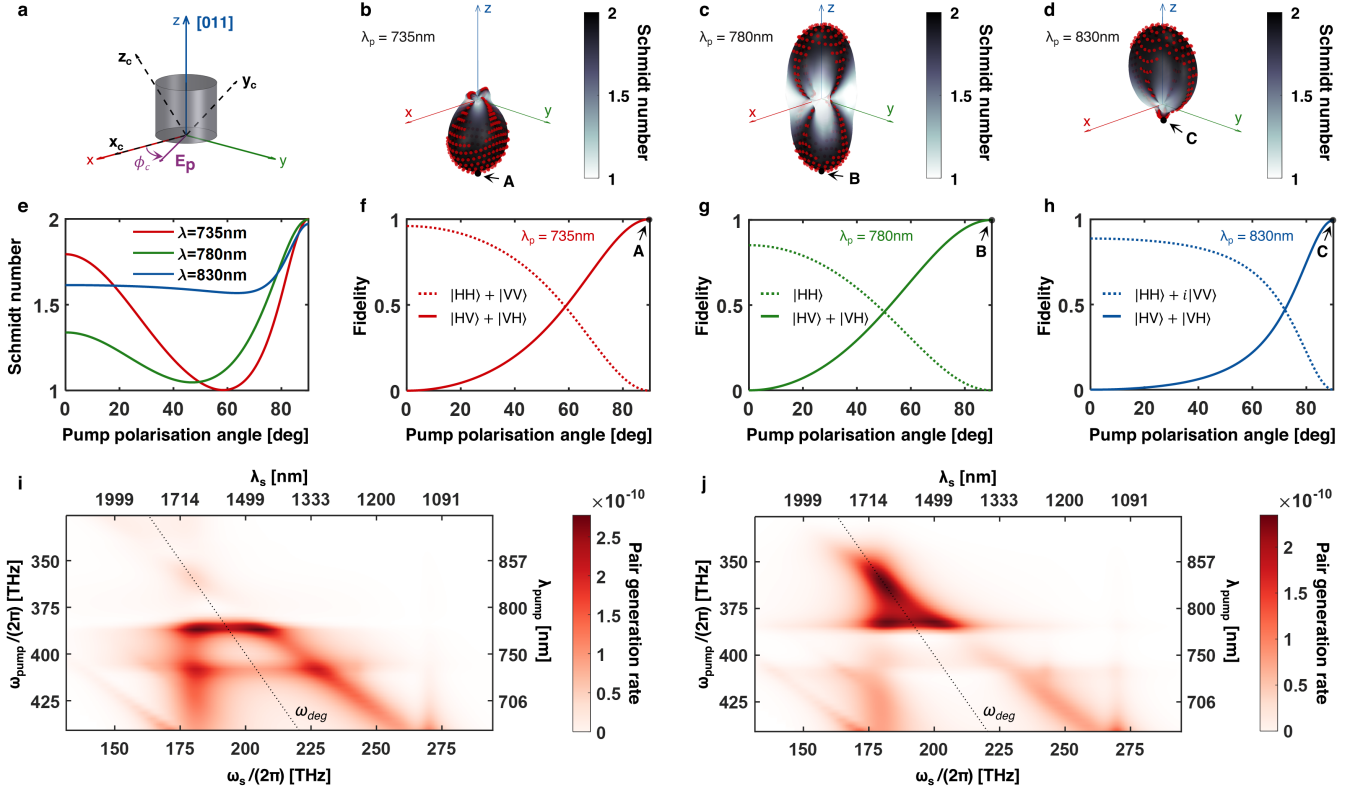 a
z
[011]
z_c
y_c
x_c
x
ϕ_c
E_p
y
b
λ_p = 735nm
z
x
y
A
2
1.5
1
Schmidt number
c
λ_p = 780nm
z
x
y
B
2
1.5
1
Schmidt number
d
λ_p = 830nm
z
x
y
C
2
1.5
1
Schmidt number
e
Schmidt number
2
1.5
1
λ=735nm
λ=780nm
λ=830nm
0 20 40 60 80
Pump polarisation angle [deg]
f
Fidelity
1
0.5
0
λ_p = 735nm
A
|HH⟩ + |VV⟩
|HV⟩ + |VH⟩
0 20 40 60 80
Pump polarisation angle [deg]
g
Fidelity
1
0.5
0
λ_p = 780nm
B
|HH⟩
|HV⟩ + |VH⟩
0 20 40 60 80
Pump polarisation angle [deg]
h
Fidelity
1
0.5
0
λ_p = 830nm
C
|HH⟩ + i|VV⟩
|HV⟩ + |VH⟩
0 20 40 60 80
Pump polarisation angle [deg]
i
λ_s [nm]
1999 1714 1499 1333 1200 1091
ω_pump/(2π) [THz]
350
375
400
425
857
800
750
706
λ_pump [nm]
ω_deg
150 175 200 225 250 275
ω_s/(2π) [THz]
×10^-10
2.5
2
1.5
1
0.5
0
Pair generation rate
j
λ_s [nm]
1999 1714 1499 1333 1200 1091
ω_pump/(2π) [THz]
350
375
400
425
857
800
750
706
λ_pump [nm]
ω_deg
150 175 200 225 250 275
ω_s/(2π) [THz]
×10^-10
2
1.5
1
0.5
0
Pair generation rate